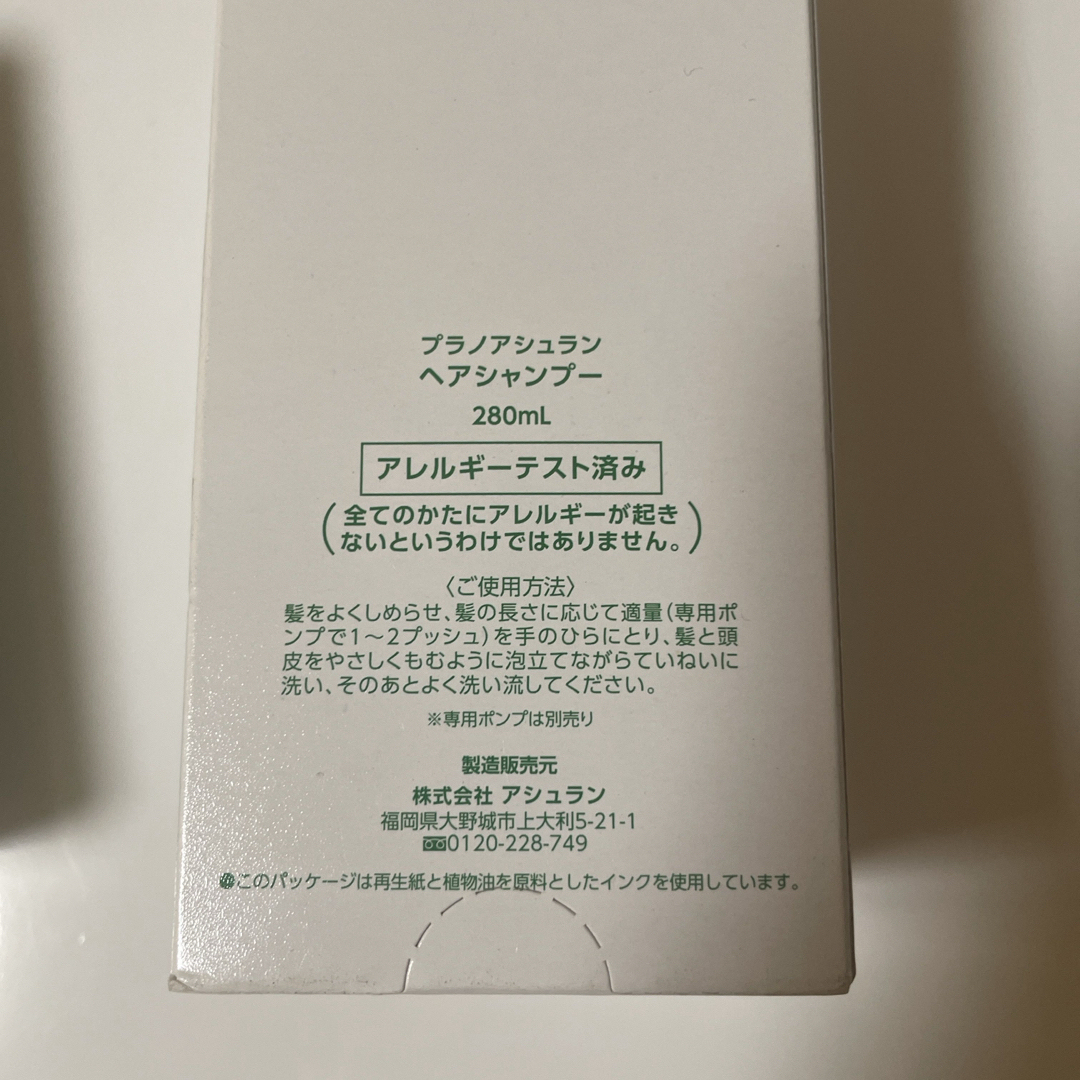 プラノアシュラン
ヘアシャンプー
280mL
アレルギーテスト済み
(全てのかたにアレルギーが起き
ないというわけではありません。)
〈ご使用方法〉
髪をよくしめらせ、髪の長さに応じて適量(専用ポ
ンプで1～2プッシュ)を手のひらにとり、髪と頭
皮をやさしくもむように泡立てながらていねいに
洗い、そのあとよく洗い流してください。
※専用ポンプは別売り
製造販売元
株式会社 アシュラン
福岡県大野城市上大利5-21-1
0120-228-749
●このパッケージは再生紙と植物油を原料としたインクを使用しています。